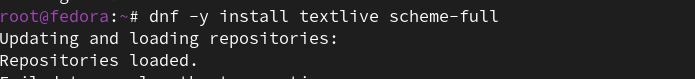 root@fedora:~# dnf -y install textlive scheme-full
Updating and loading repositories:
Repositories loaded.